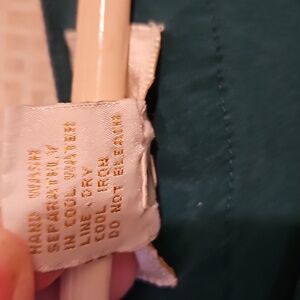 HAND WASH
SEPARATELY
IN COOL WATER
LINE . DRY
COOL IRON
DO NOT BLEACH